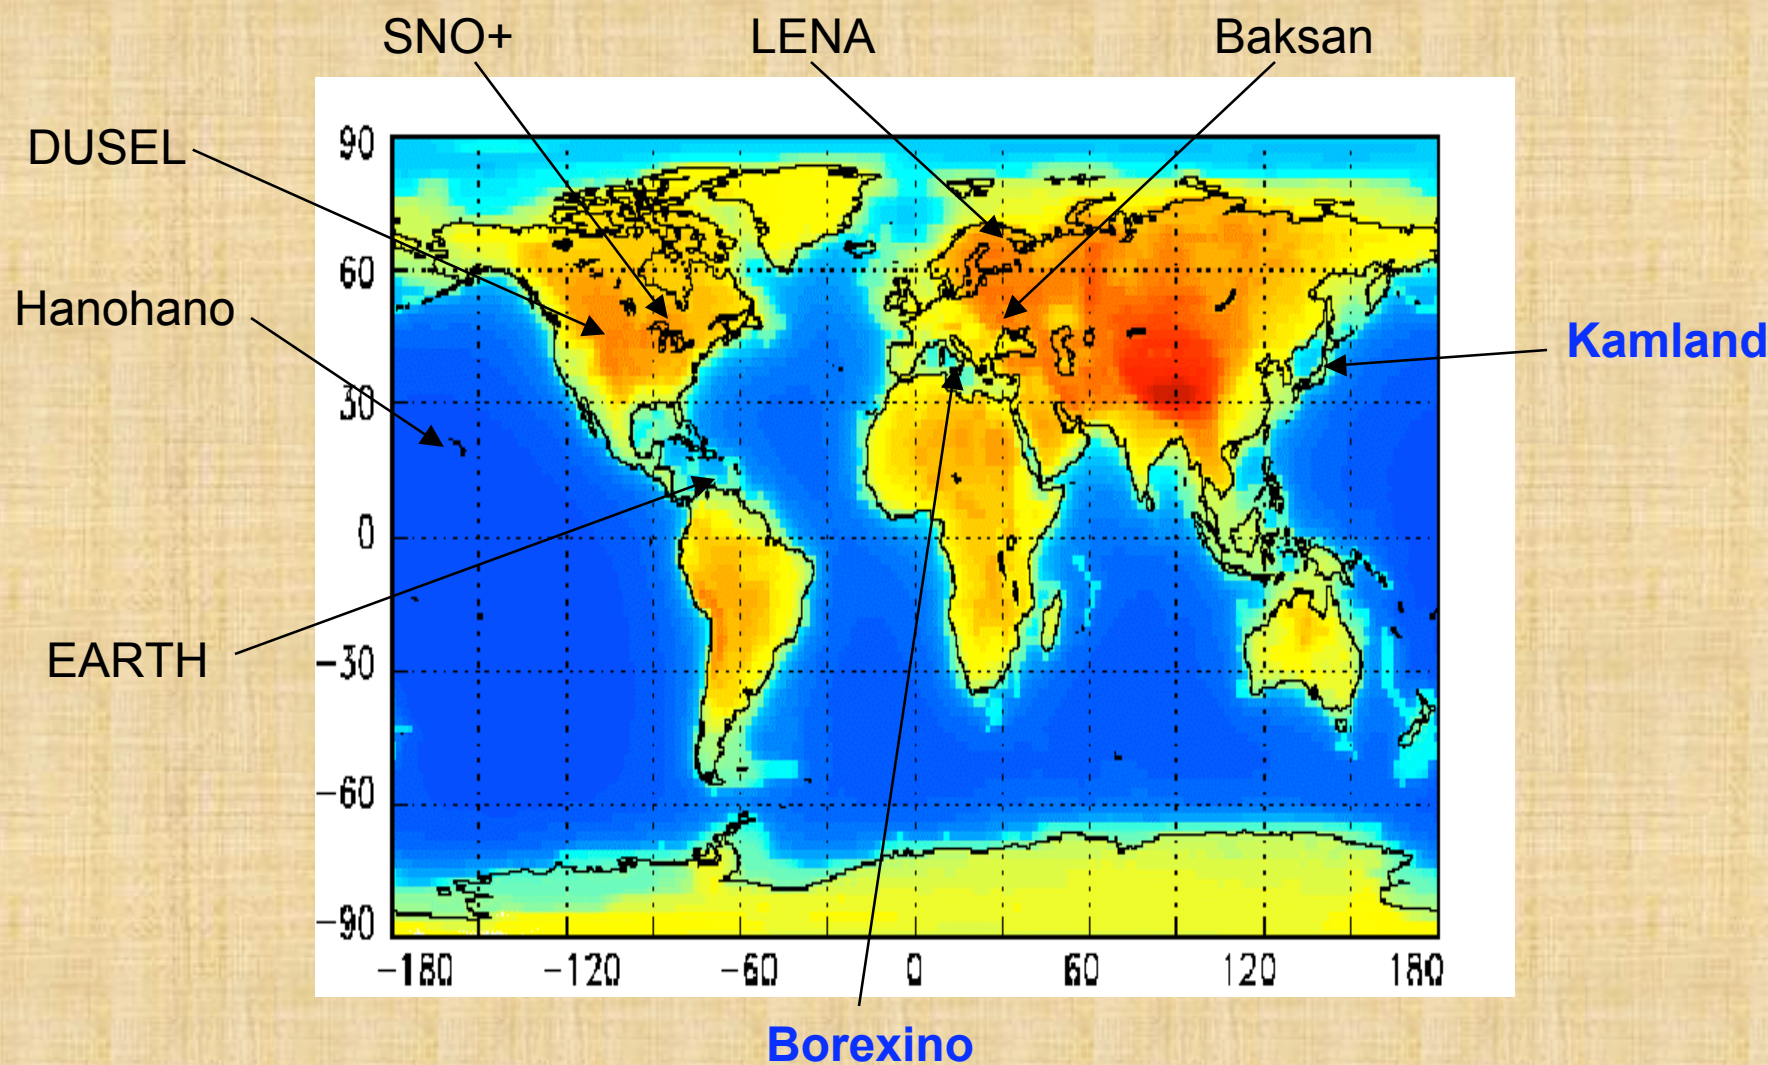 SNO+ LENA Baksan
DUSEL
Hanohano
Kamland
EARTH
Borexino
90
60
30
0
-30
-60
-90
-180 -120 -60 0 60 120 180